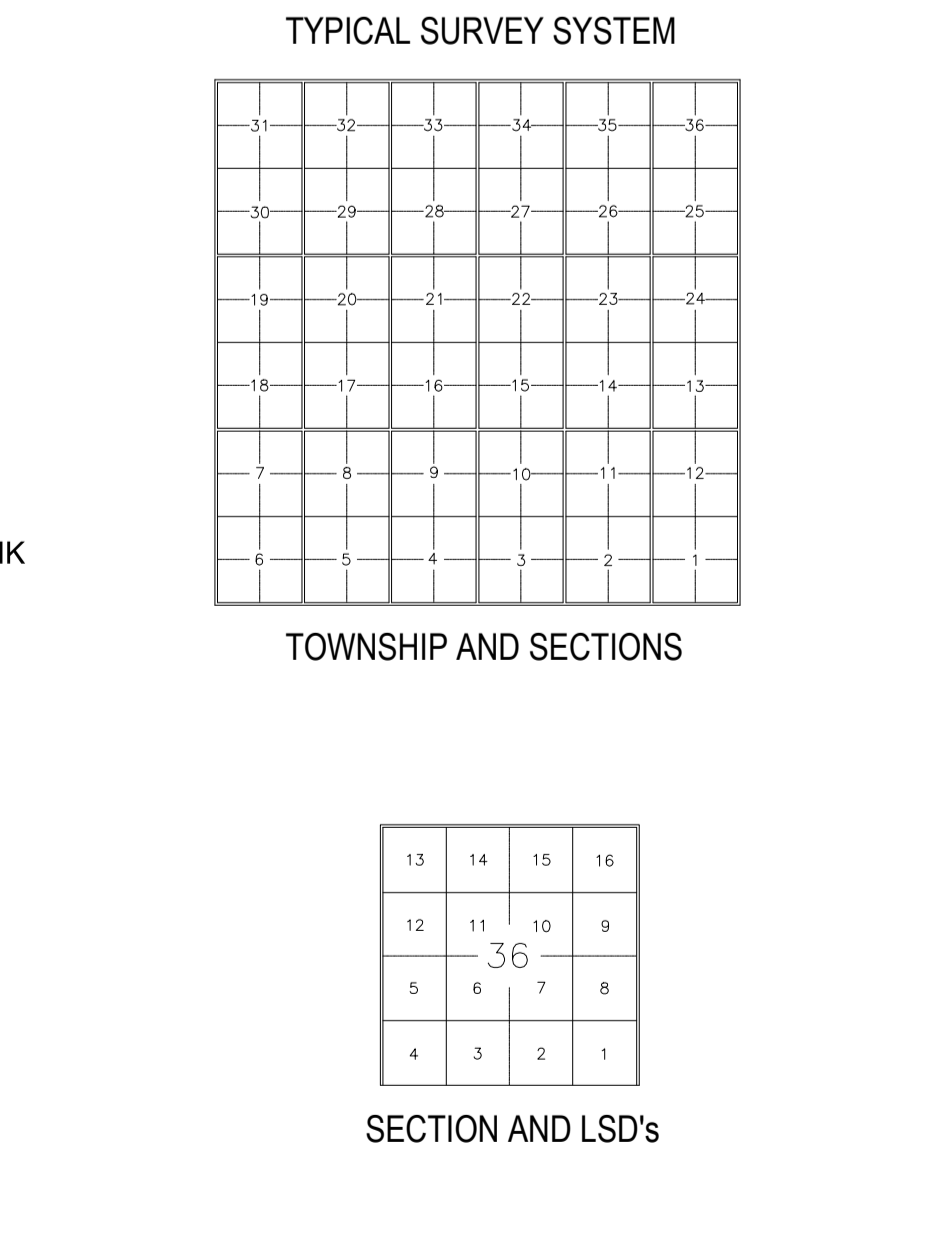 TYPICAL SURVEY SYSTEM
31 32 33 34 35 36
30 29 28 27 26 25
19 20 21 22 23 24
18 17 16 15 14 13
7 8 9 10 11 12
6 5 4 3 2 1
TOWNSHIP AND SECTIONS
13 14 15 16
12 11 10 9
36
5 6 7 8
4 3 2 1
SECTION AND LSD's